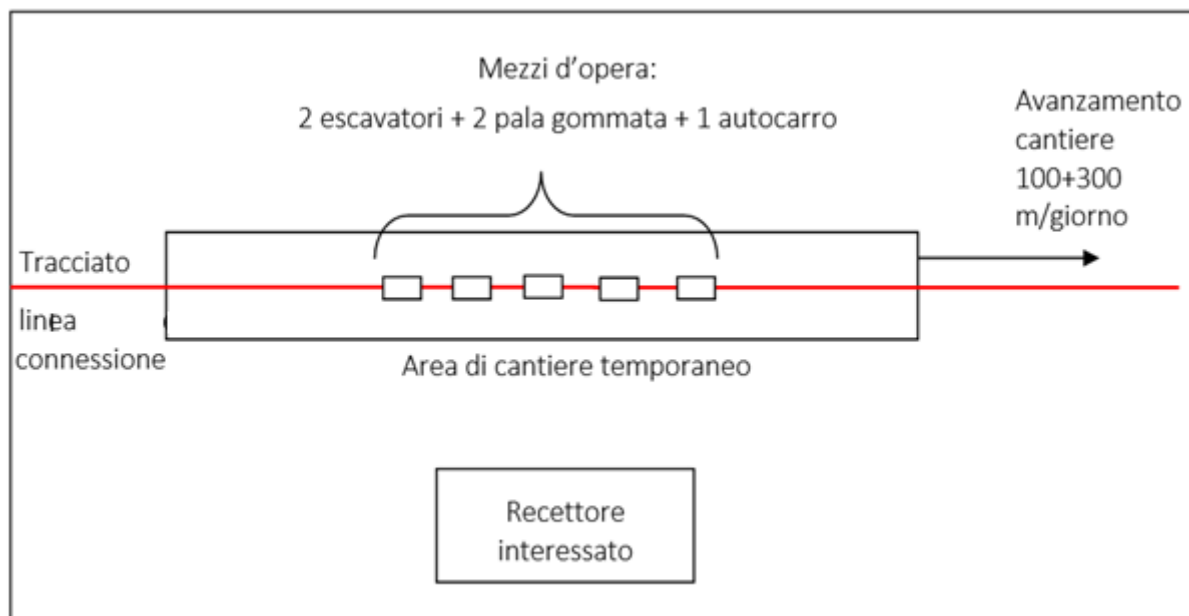 Mezzi d'opera:
2 escavatori + 2 pala gommata + 1 autocarro
Avanzamento
cantiere
100+300
m/giorno
Tracciato
linea
connessione
Area di cantiere temporaneo
Recettore
interessato